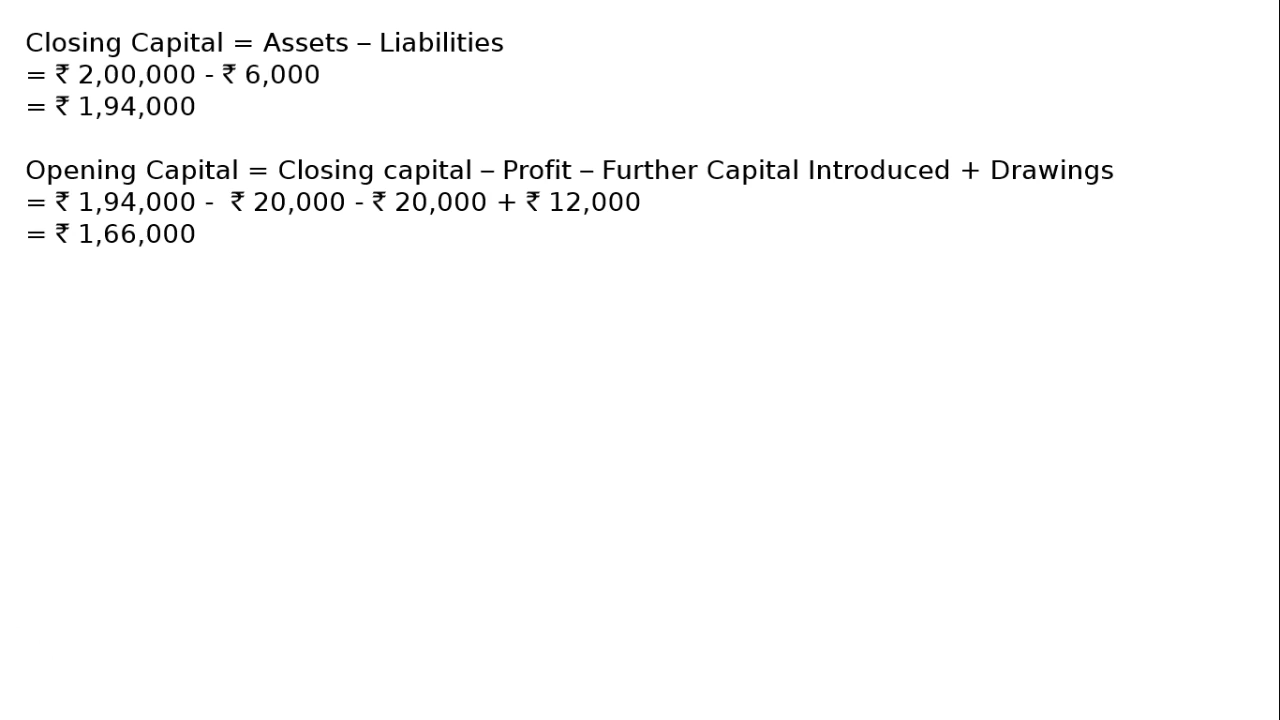 Closing Capital = Assets – Liabilities
= ₹ 2,00,000 - ₹ 6,000
= ₹ 1,94,000
Opening Capital = Closing capital – Profit – Further Capital Introduced + Drawings
= ₹ 1,94,000 -  ₹ 20,000 - ₹ 20,000 + ₹ 12,000
= ₹ 1,66,000